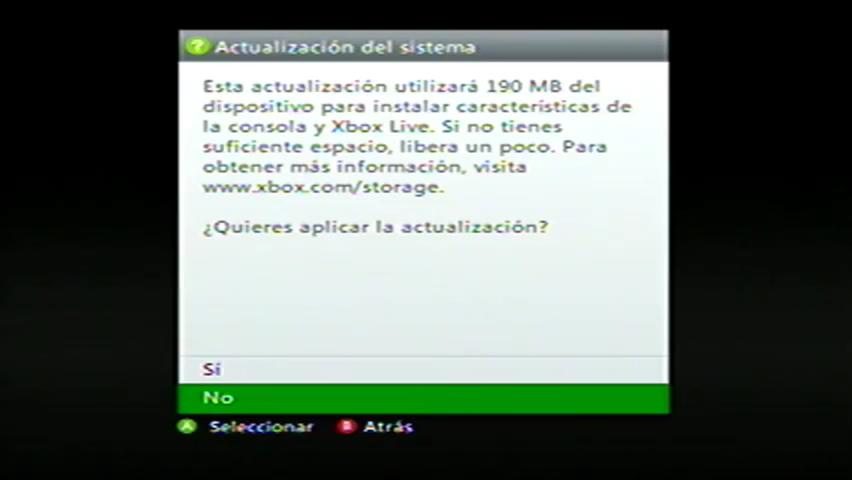 Actualización del sistema
Esta actualización utilizará 190 MB del
dispositivo para instalar características de
la consola y Xbox Live. Si no tienes
suficiente espacio, libera un poco. Para
obtener más información, visita
www.xbox.com/storage.
¿Quieres aplicar la actualización?
Sí
No
A Seleccionar B Atrás